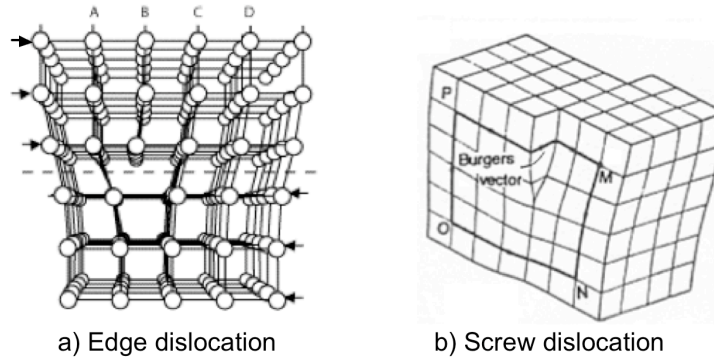 A B C D
P
Burgers
vector
M
O
N
a) Edge dislocation
b) Screw dislocation